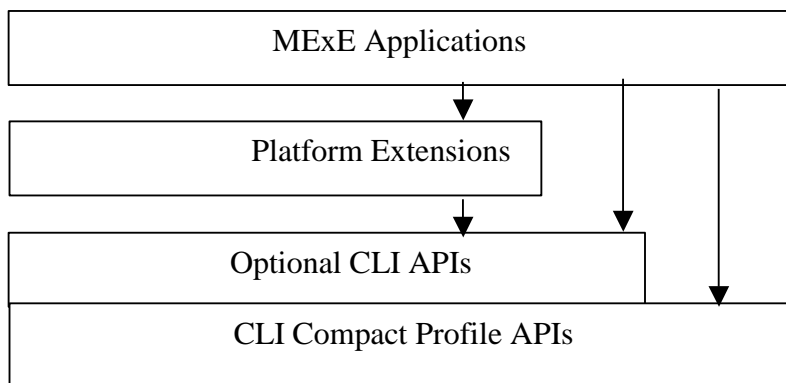 MExE Applications
Platform Extensions
Optional CLI APIs
CLI Compact Profile APIs